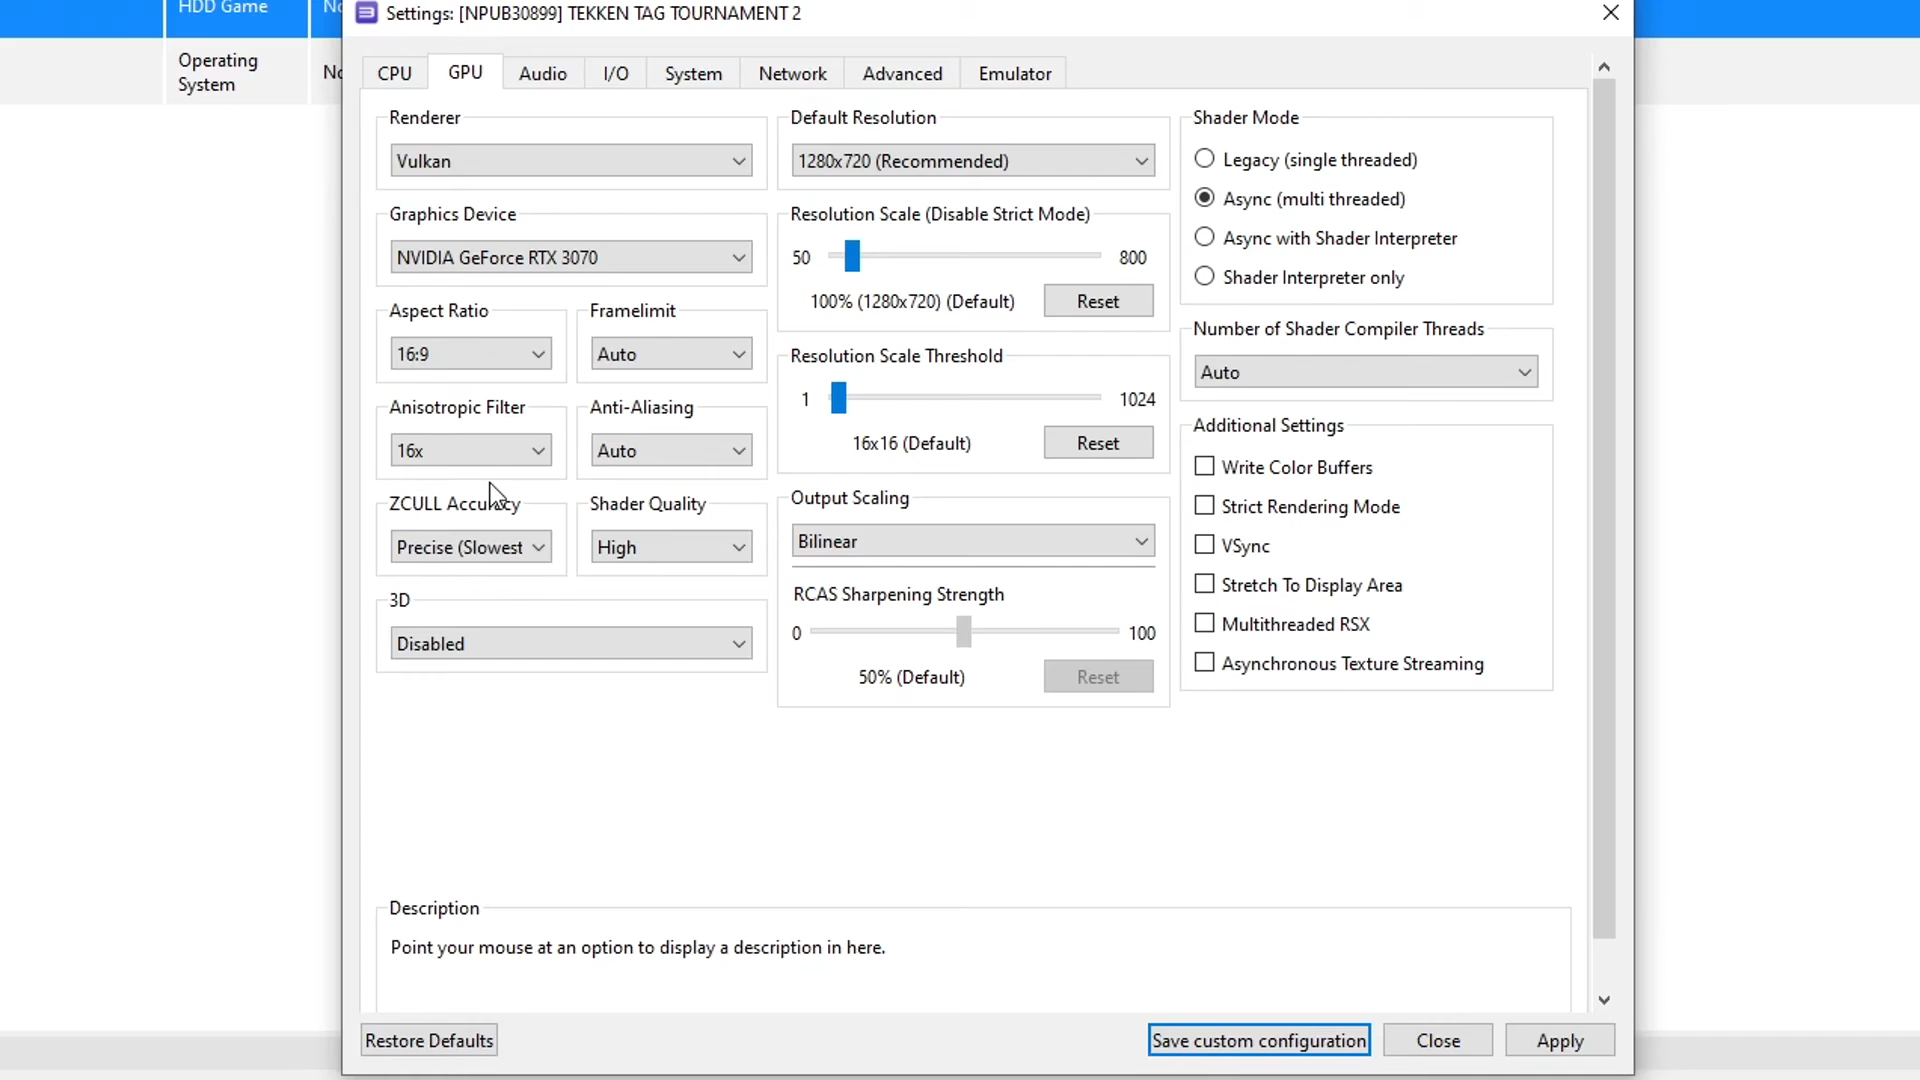 HDD Game
Operating
System
Settings: [NPUB30899] TEKKEN TAG TOURNAMENT 2
CPU GPU Audio I/O System Network Advanced Emulator
Renderer
Vulkan
Graphics Device
NVIDIA GeForce RTX 3070
Aspect Ratio Framelimit
16:9 Auto
Anisotropic Filter Anti-Aliasing
16x Auto
ZCULL Accuracy Shader Quality
Precise (Slowest High
3D
Disabled
Default Resolution
1280x720 (Recommended)
Resolution Scale (Disable Strict Mode)
50 800
100% (1280x720) (Default) Reset
Resolution Scale Threshold
1 1024
16x16 (Default) Reset
Output Scaling
Bilinear
RCAS Sharpening Strength
0 100
50% (Default) Reset
Shader Mode
Legacy (single threaded)
Async (multi threaded)
Async with Shader Interpreter
Shader Interpreter only
Number of Shader Compiler Threads
Auto
Additional Settings
Write Color Buffers
Strict Rendering Mode
VSync
Stretch To Display Area
Multithreaded RSX
Asynchronous Texture Streaming
Description
Point your mouse at an option to display a description in here.
Restore Defaults Save custom configuration Close Apply